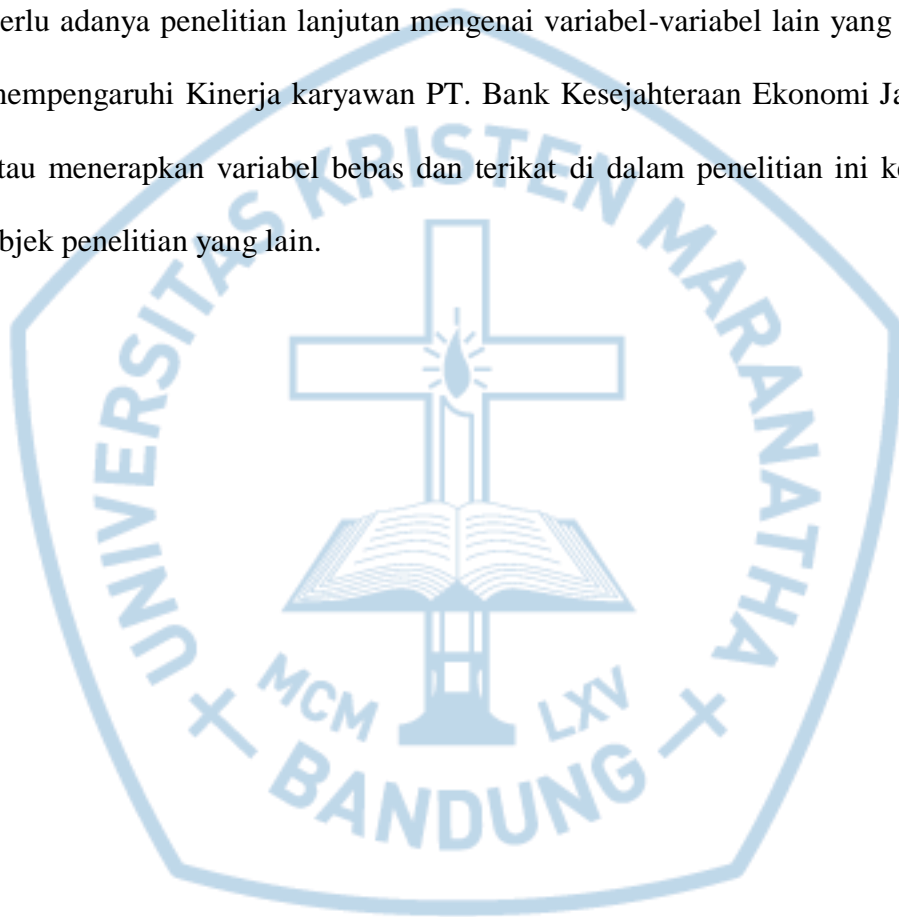 erlu adanya penelitian lanjutan mengenai variabel-variabel lain yang
mempengaruhi Kinerja karyawan PT. Bank Kesejahteraan Ekonomi Ja
tau menerapkan variabel bebas dan terikat di dalam penelitian ini ke
bjek penelitian yang lain.
UNIVERSITAS KRISTEN MARANATHA
MCM LXV
BANDUNG